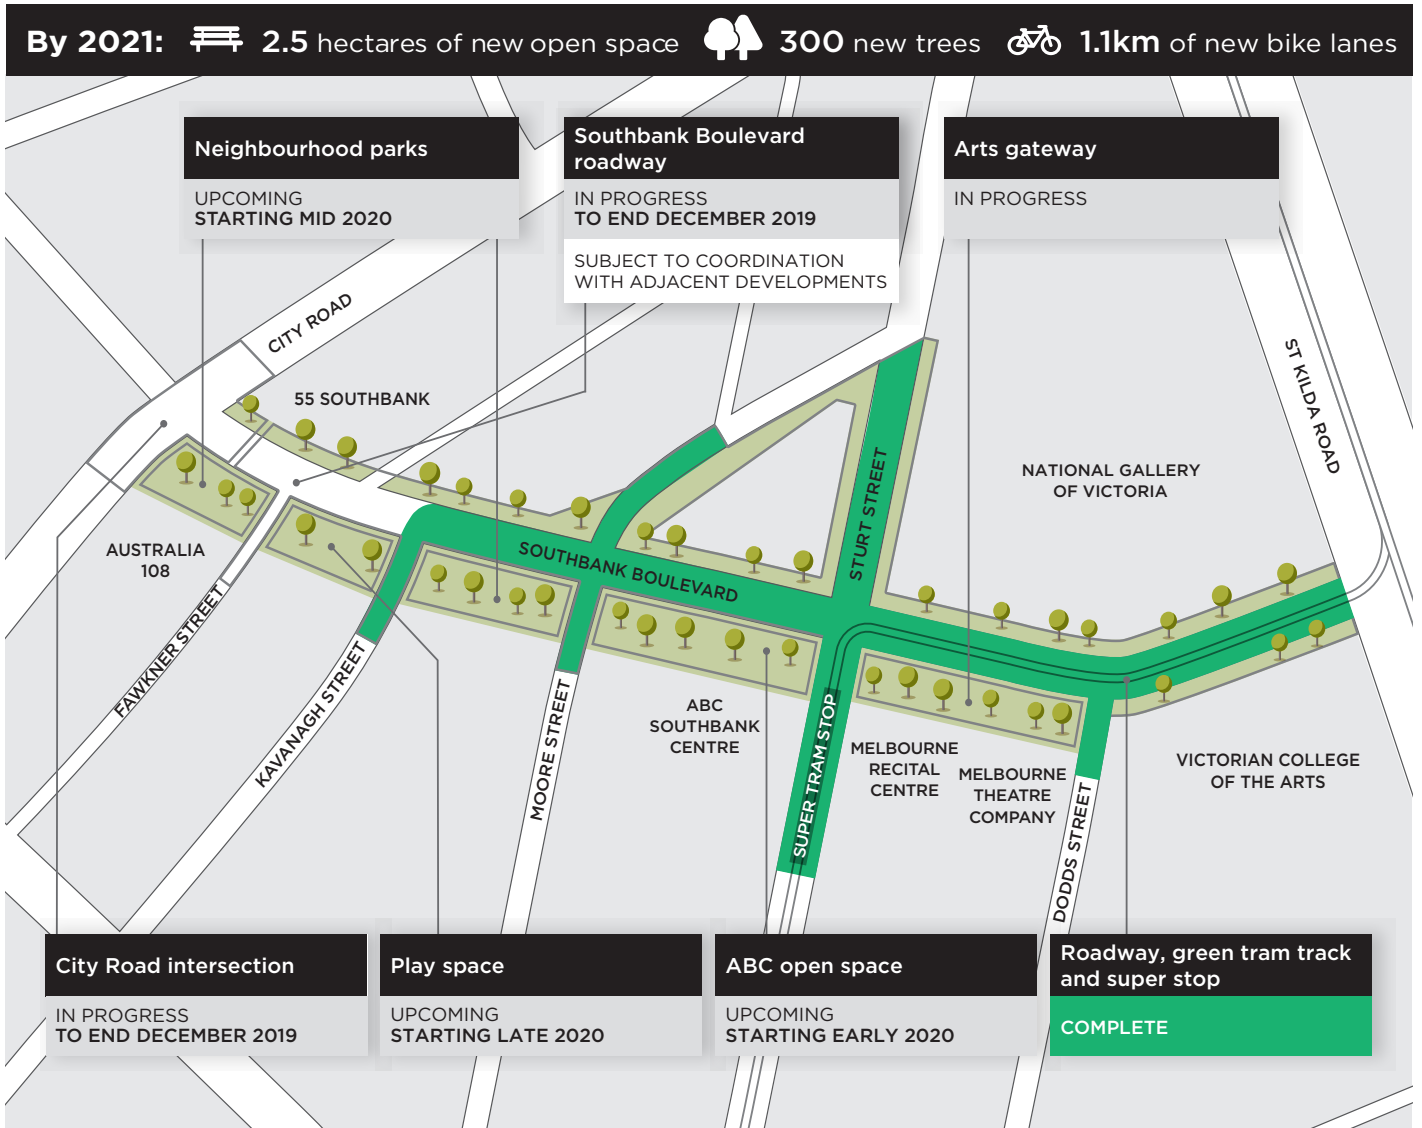 By 2021: 2.5 hectares of new open space 300 new trees 1.1km of new bike lanes
Neighbourhood parks
UPCOMING
STARTING MID 2020
Southbank Boulevard
roadway
IN PROGRESS
TO END DECEMBER 2019
SUBJECT TO COORDINATION
WITH ADJACENT DEVELOPMENTS
Arts gateway
IN PROGRESS
CITY ROAD
55 SOUTHBANK
ST KILDA ROAD
NATIONAL GALLERY
OF VICTORIA
STURT STREET
AUSTRALIA
108
SOUTHBANK BOULEVARD
FAWKNER STREET
KAVANAGH STREET
MOORE STREET
ABC
SOUTHBANK
CENTRE
SUPER TRAM STOP
MELBOURNE
RECITAL
CENTRE
MELBOURNE
THEATRE
COMPANY
DODDS STREET
VICTORIAN COLLEGE
OF THE ARTS
City Road intersection
IN PROGRESS
TO END DECEMBER 2019
Play space
UPCOMING
STARTING LATE 2020
ABC open space
UPCOMING
STARTING EARLY 2020
Roadway, green tram track
and super stop
COMPLETE